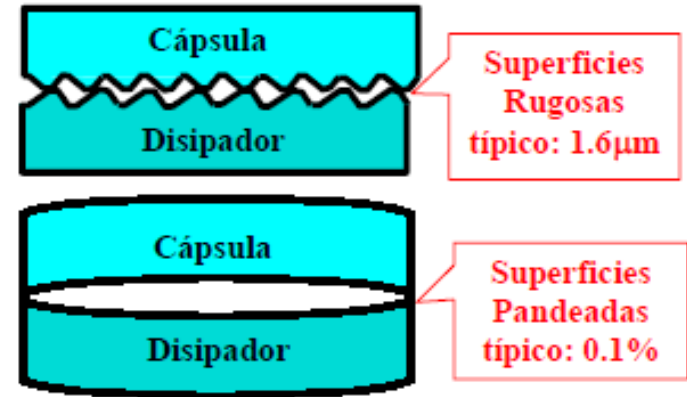 Cápsula
Disipador
Superficies
Rugosas
típico: 1.6μm
Cápsula
Disipador
Superficies
Pandeadas
típico: 0.1%